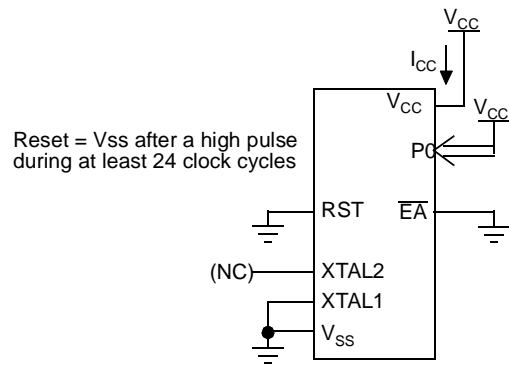 VCC
ICC
VCC
VCC
Reset = Vss after a high pulse
during at least 24 clock cycles
P0
RST
EA
(NC)
XTAL2
XTAL1
VSS